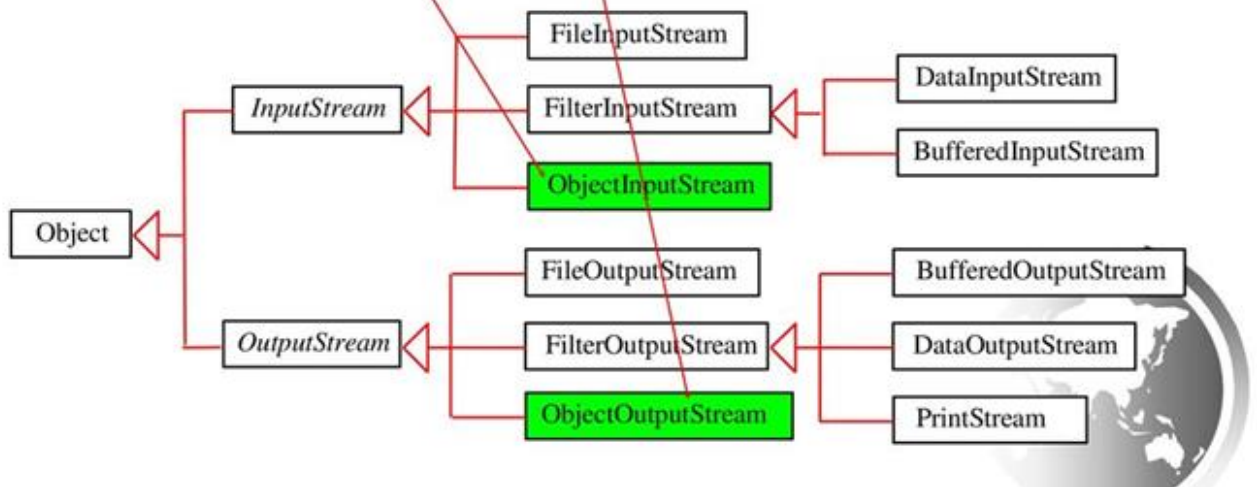 FileInputStream
DataInputStream
InputStream
FilterInputStream
BufferedInputStream
ObjectInputStream
Object
FileOutputStream
BufferedOutputStream
OutputStream
FilterOutputStream
DataOutputStream
ObjectOutputStream
PrintStream